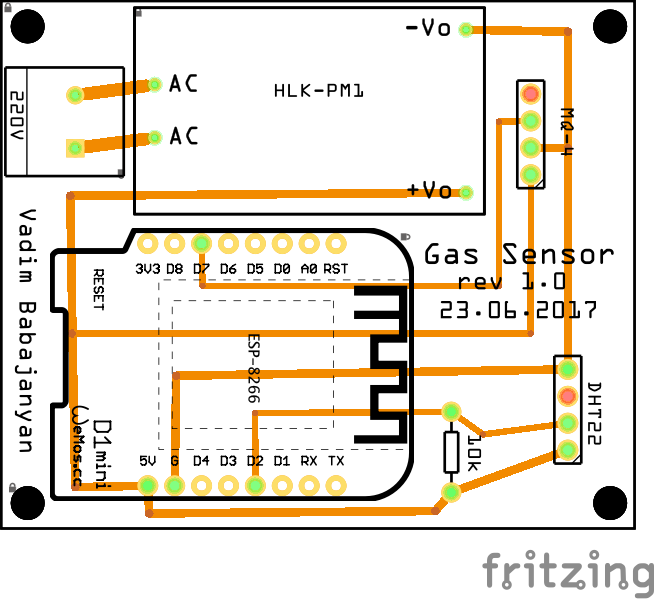 -Vo
220V
AC
HLK-PM1
MQ-4
AC
+Vo
Vadim Babajanyan
3V3 D8 D7 D6 D5 D0 A0 RST
RESET
Gas Sensor
rev 1.0
23.06.2017
ESP-8266
DHT22
D1 mini
WeMos.cc
10k
5V G D4 D3 D2 D1 RX TX
fritzing